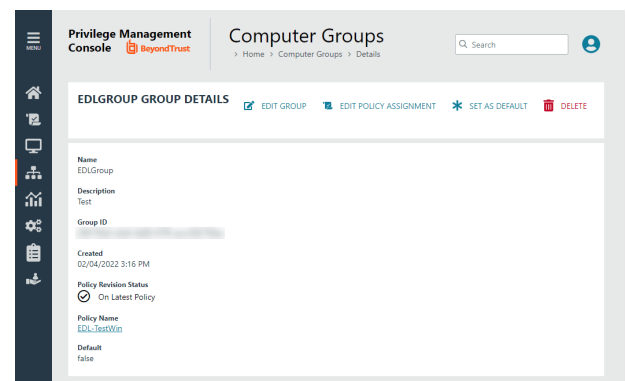 MENU
Privilege Management
Console BeyondTrust
Computer Groups
> Home > Computer Groups > Details
Search
EDLGROUP GROUP DETAILS
EDIT GROUP
EDIT POLICY ASSIGNMENT
SET AS DEFAULT
DELETE
Name
EDLGroup
Description
Test
Group ID
Created
02/04/2022 3:16 PM
Policy Revision Status
On Latest Policy
Policy Name
EDL-TestWin
Default
false